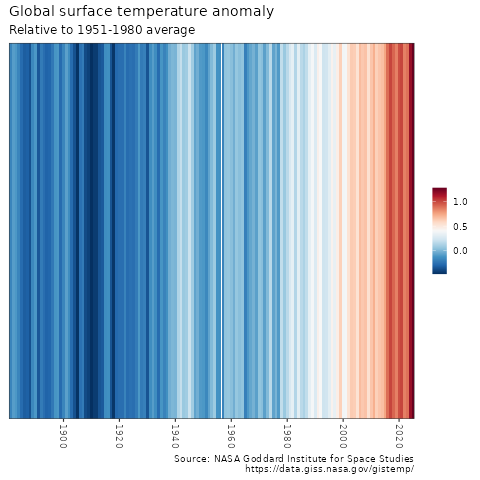 Global surface temperature anomaly
Relative to 1951-1980 average
1.0
0.5
0.0
1900
1920
1940
1960
1980
2000
2020
Source: NASA Goddard Institute for Space Studies
https://data.giss.nasa.gov/gistemp/